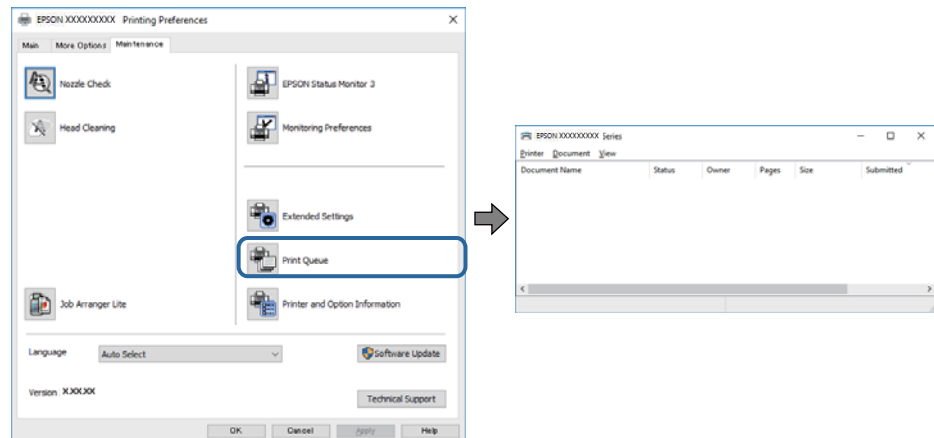 EPSON XXXXXXXXX Printing Preferences
Main More Options Maintenance
Nozzle Check
EPSON Status Monitor 3
Head Cleaning
Monitoring Preferences
Extended Settings
Print Queue
Job Arranger Lite
Printer and Option Information
Language Auto Select
Software Update
Version X.XX.XX
Technical Support
OK Cancel Apply Help
EPSON XXXXXXXXX Series
Printer Document View
Document Name Status Owner Pages Size Submitted